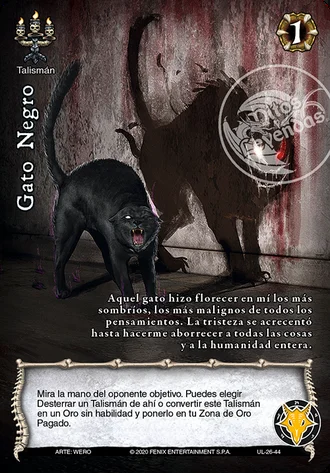 1
Talismán
Gato Negro
Mitos y Leyendas
Aquel gato hizo florecer en mí los más
sombríos, los más malignos de todos los
pensamientos. La tristeza se acrecentó
hasta hacerme aborrecer a todas las cosas
y a la humanidad entera.
Mira la mano del oponente objetivo. Puedes elegir
Desterrar un Talismán de ahí o convertir este Talismán
en un Oro sin habilidad y ponerlo en tu Zona de Oro
Pagado.
ARTE: WERO
© 2020 FENIX ENTERTAINMENT S.P.A.
UL-26-44